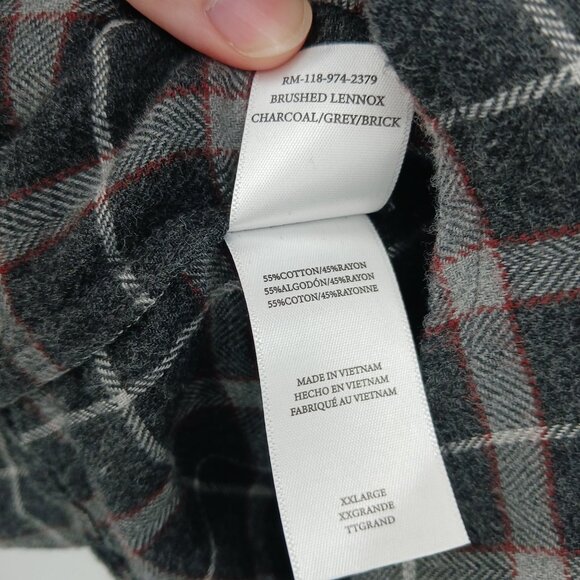 RM-118-974-2379
BRUSHED LENNOX
CHARCOAL/GREY/BRICK
55%COTTON/45%RAYON
55%ALGODÓN/45%RAYON
55%COTON/45%RAYONNE
MADE IN VIETNAM
HECHO EN VIETNAM
FABRIQUÉ AU VIETNAM
XXLARGE
XXGRANDE
TTGRAND